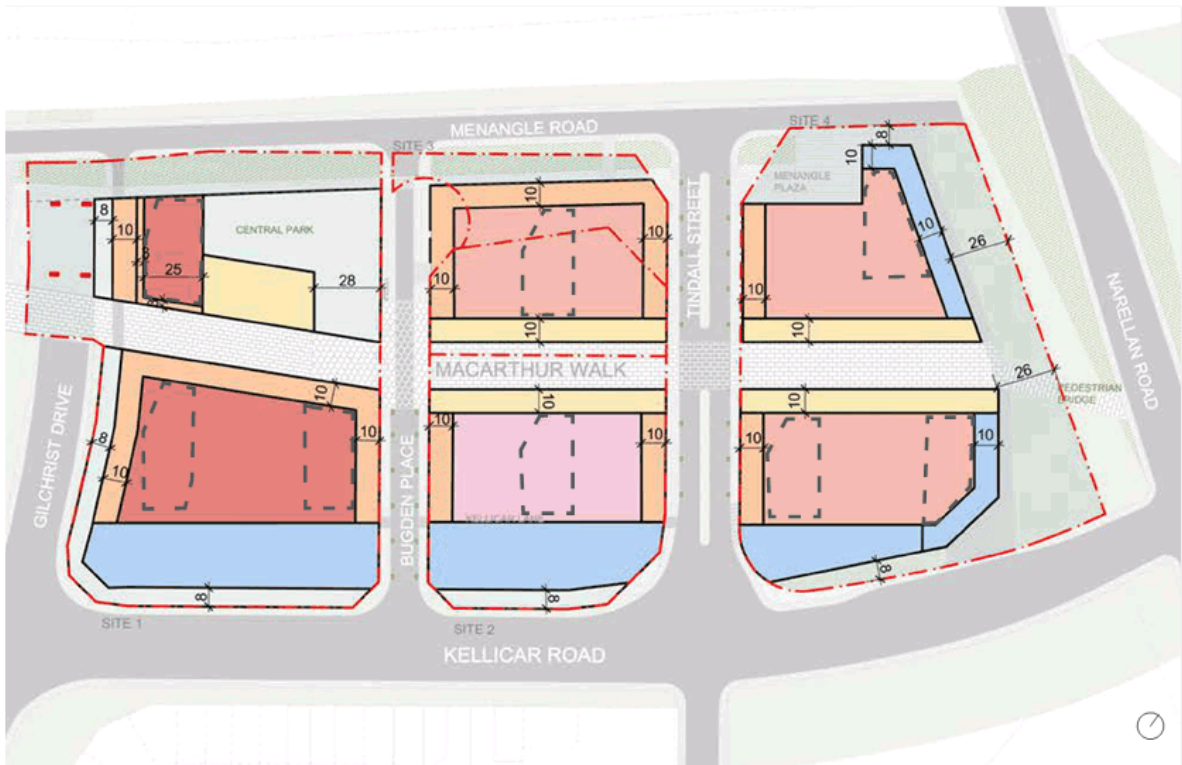 MENANGLE ROAD
SITE 4
SITE 3
8
10
MENANGLE
PLAZA
10
8
10
CENTRAL PARK
10
10
26
25
28
10
10
TINDALL STREET
NARELLAN ROAD
10
10
MACARTHUR WALK
10
10
10
26
PEDESTRIAN
BRIDGE
GILCHRIST DRIVE
8
10
10
BUGDEN PLACE
10
10
10
10
8
8
8
SITE 1
SITE 2
KELLICAR ROAD